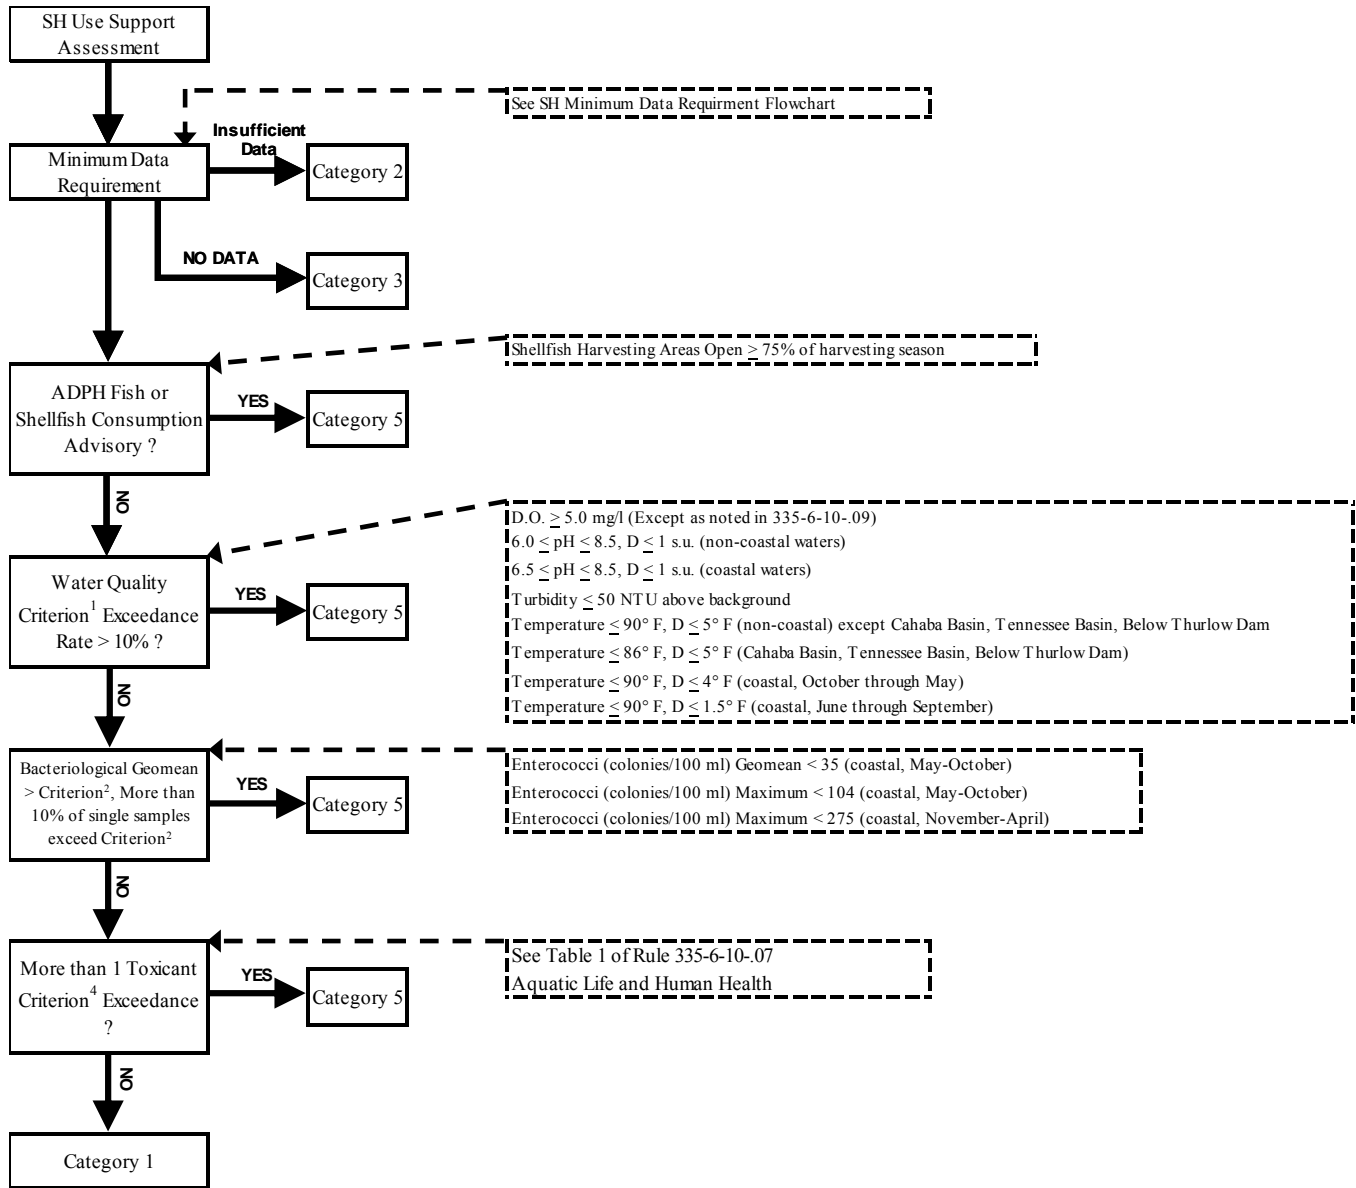 SH Use Support
Assessment
See SH Minimum Data Requirment Flowchart
Insufficient
Data
Minimum Data
Requirement
Category 2
NO DATA
Category 3
Shellfish Harvesting Areas Open > 75% of harvesting season
ADPH Fish or
Shellfish Consumption
Advisory ?
YES
Category 5
NO
D.O. > 5.0 mg/l (Except as noted in 335-6-10-.09)
6.0 < pH < 8.5, D < 1 s.u. (non-coastal waters)
6.5 < pH < 8.5, D < 1 s.u. (coastal waters)
Turbidity < 50 NTU above background
Temperature < 90° F, D < 5° F (non-coastal) except Cahaba Basin, Tennessee Basin, Below Thurlow Dam
Temperature < 86° F, D < 5° F (Cahaba Basin, Tennessee Basin, Below Thurlow Dam)
Temperature < 90° F, D < 4° F (coastal, October through May)
Temperature < 90° F, D < 1.5° F (coastal, June through September)
Water Quality
Criterion1 Exceedance
Rate > 10% ?
YES
Category 5
NO
Bacteriological Geomean
> Criterion², More than
10% of single samples
exceed Criterion²
YES
Category 5
Enterococci (colonies/100 ml) Geomean < 35 (coastal, May-October)
Enterococci (colonies/100 ml) Maximum < 104 (coastal, May-October)
Enterococci (colonies/100 ml) Maximum < 275 (coastal, November-April)
NO
More than 1 Toxicant
Criterion4 Exceedance
?
YES
Category 5
See Table 1 of Rule 335-6-10-.07
Aquatic Life and Human Health
NO
Category 1